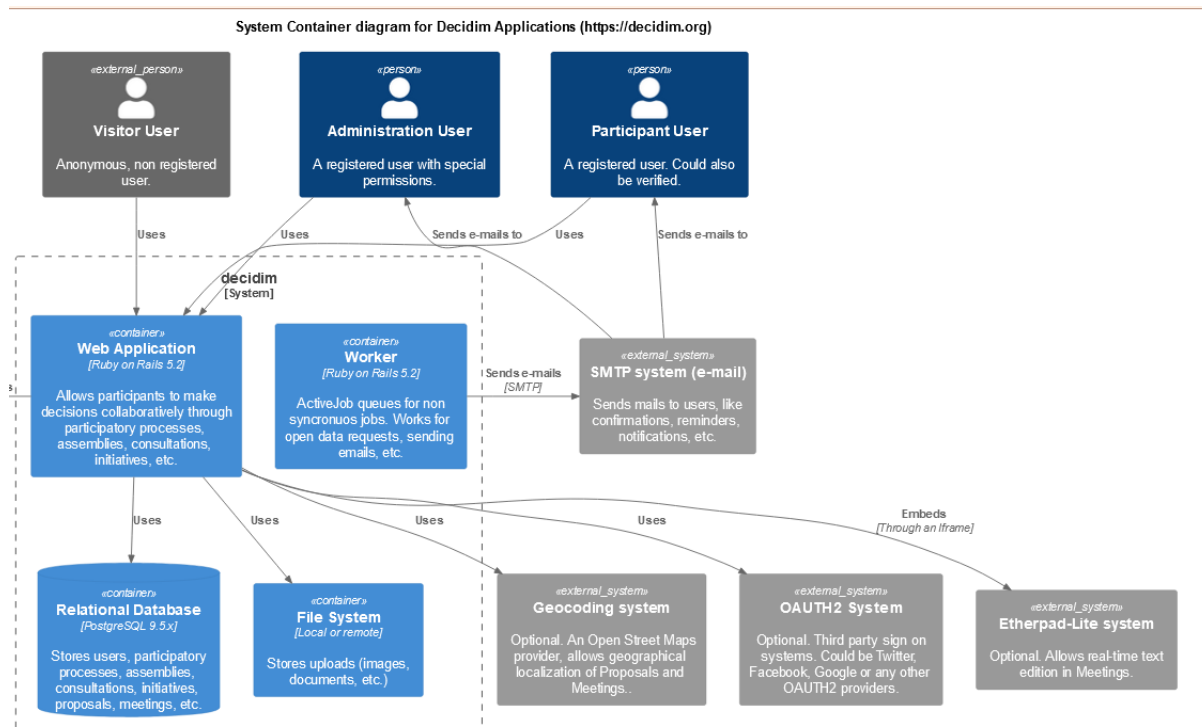 System Container diagram for Decidim Applications (https://decidim.org)
«external_person»
Visitor User
Anonymous, non registered
user.
«person»
Administration User
A registered user with special
permissions.
«person»
Participant User
A registered user. Could also
be verified.
Uses
Uses
Sends e-mails to
Uses
Sends e-mails to
decidim
[System]
«container»
Web Application
[Ruby on Rails 5.2]
Allows participants to make
decisions collaboratively through
participatory processes,
assemblies, consultations,
initiatives, etc.
«container»
Worker
[Ruby on Rails 5.2]
ActiveJob queues for non
syncronuos jobs. Works for
open data requests, sending
emails, etc.
Sends e-mails
[SMTP]
«external_system»
SMTP system (e-mail)
Sends mails to users, like
confirmations, reminders,
notifications, etc.
Uses
Uses
Uses
Uses
Embeds
[Through an Iframe]
«container»
Relational Database
[PostgreSQL 9.5.x]
Stores users, participatory
processes, assemblies,
consultations, initiatives,
proposals, meetings, etc.
«container»
File System
[Local or remote]
Stores uploads (images,
documents, etc.)
«external_system»
Geocoding system
Optional. An Open Street Maps
provider, allows geographical
localization of Proposals and
Meetings..
«external_system»
OAUTH2 System
Optional. Third party sign on
systems. Could be Twitter,
Facebook, Google or any other
OAUTH2 providers.
«external_system»
Etherpad-Lite system
Optional. Allows real-time text
edition in Meetings.